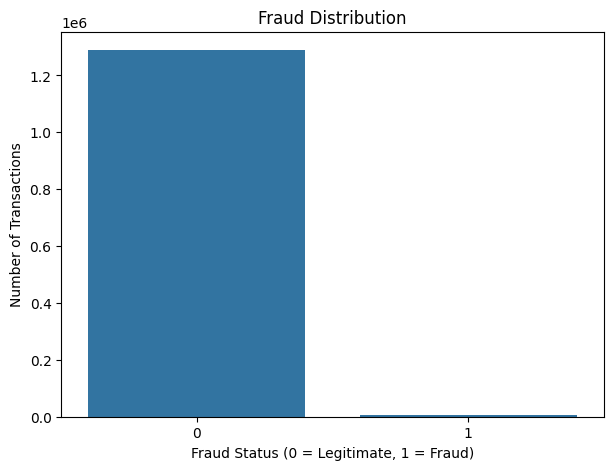 Fraud Distribution
1e6
1.2
1.0
0.8
0.6
0.4
0.2
0.0
Number of Transactions
0
1
Fraud Status (0 = Legitimate, 1 = Fraud)